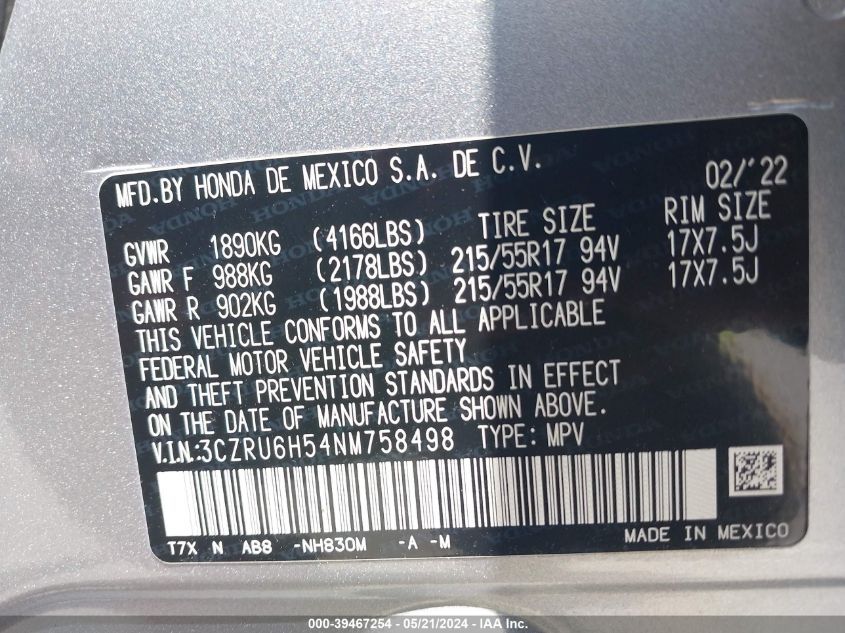 MFD.BY HONDA DE MEXICO S.A. DE C.V. 02/'22
TIRE SIZE RIM SIZE
GVWR 1890KG (4166LBS)
GAWR F 988KG (2178LBS) 215/55R17 94V 17X7.5J
GAWR R 902KG (1988LBS) 215/55R17 94V 17X7.5J
THIS VEHICLE CONFORMS TO ALL APPLICABLE
FEDERAL MOTOR VEHICLE SAFETY
AND THEFT PREVENTION STANDARDS IN EFFECT
ON THE DATE OF MANUFACTURE SHOWN ABOVE.
V.I.N:3CZRU6H54NM758498 TYPE: MPV
T7X N AB8 -NH830M -A -M MADE IN MEXICO
000-39467254 | 05/21/2024 - IAA Inc.